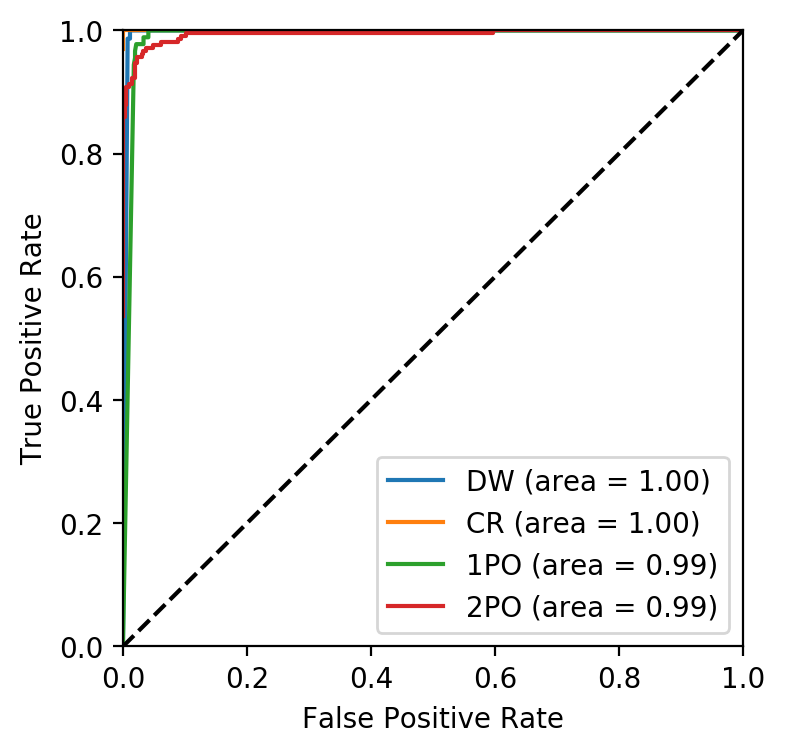 1.0
0.8
0.6
0.4
0.2
0.0
True Positive Rate
DW (area = 1.00)
CR (area = 1.00)
1PO (area = 0.99)
2PO (area = 0.99)
0.0 0.2 0.4 0.6 0.8 1.0
False Positive Rate